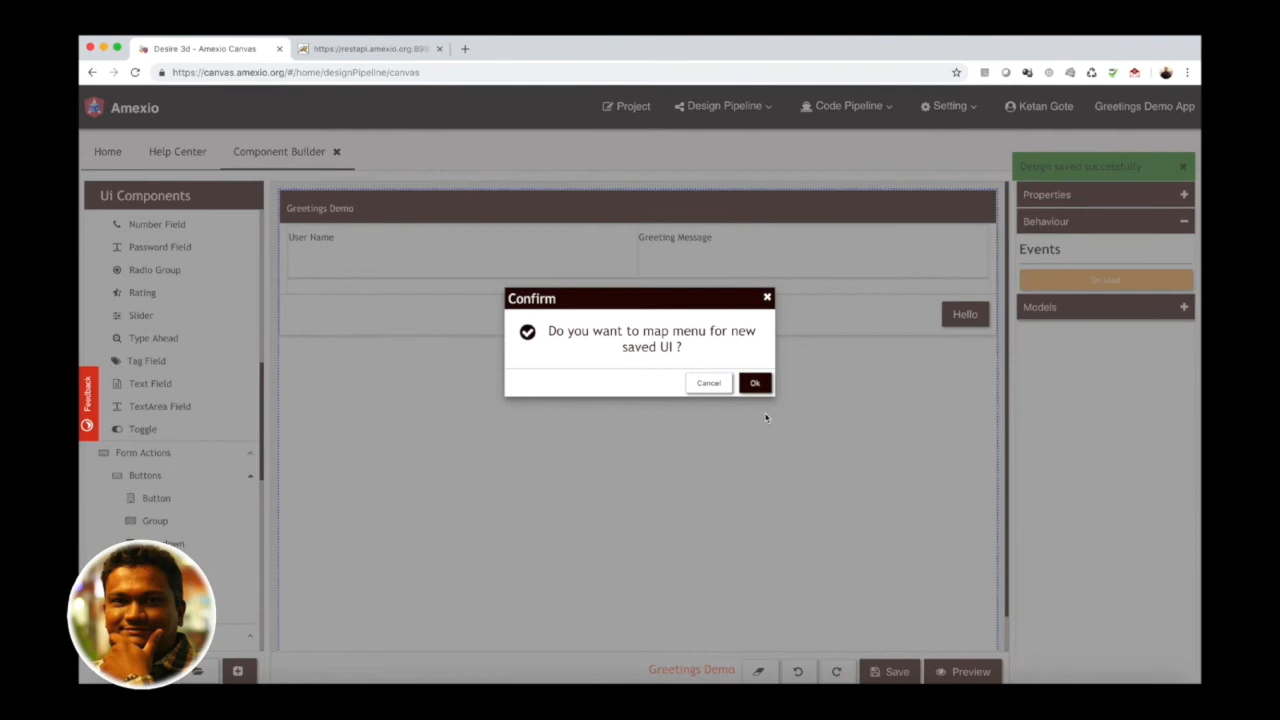 Desire 3d - Amexio Canvas
https://restapi.amexio.org:899
https://canvas.amexio.org/#/home/designPipeline/canvas
Amexio
Project
Design Pipeline
Code Pipeline
Setting
Ketan Gote
Greetings Demo App
Home
Help Center
Component Builder
Design saved successfully
Ui Components
Number Field
Password Field
Radio Group
Rating
Slider
Type Ahead
Tag Field
Text Field
TextArea Field
Toggle
Form Actions
Buttons
Button
Group
Feedback
Greetings Demo
User Name
Greeting Message
Hello
Confirm
Do you want to map menu for new
saved UI ?
Cancel
Ok
Properties
Behaviour
Events
On Load
Models
Greetings Demo
Save
Preview